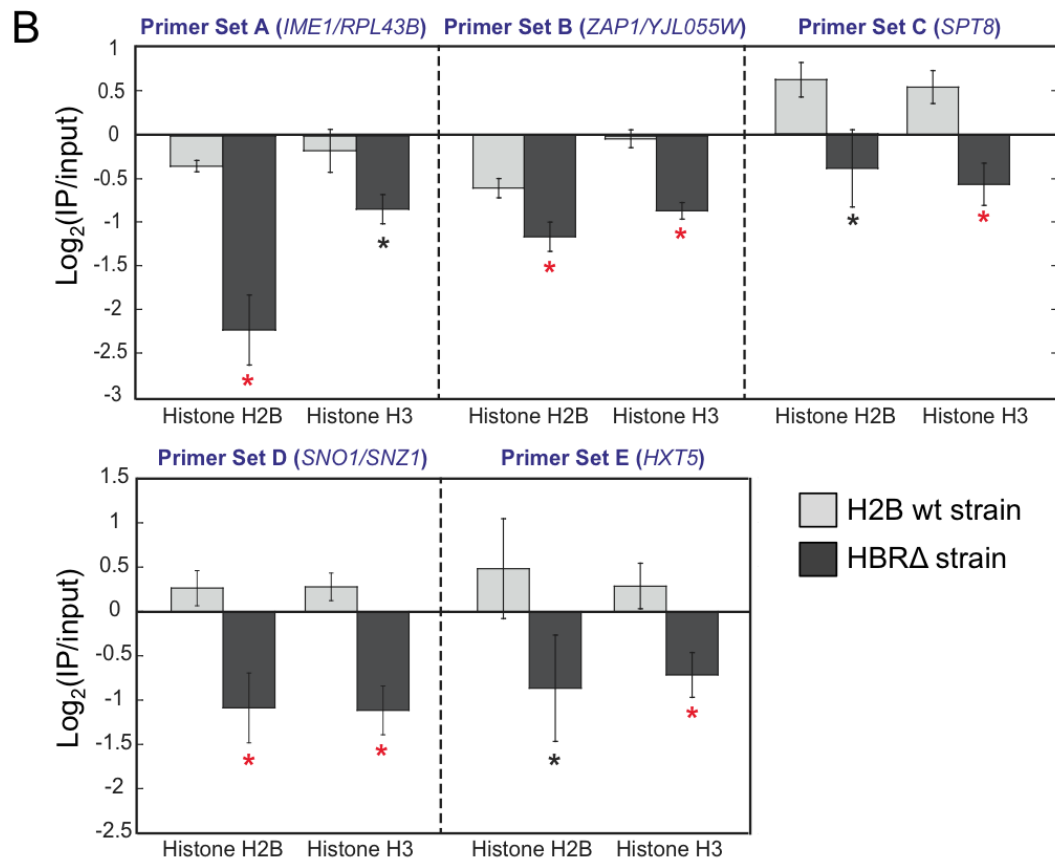 B
Primer Set A (IME1/RPL43B) Primer Set B (ZAP1/YJL055W) Primer Set C (SPT8)
Log2(IP/input)
1
0.5
0
-0.5
-1
-1.5
-2
-2.5
-3
* * * * * *
Histone H2B Histone H3 Histone H2B Histone H3 Histone H2B Histone H3
Primer Set D (SNO1/SNZ1) Primer Set E (HXT5)
Log2(IP/input)
1.5
1
0.5
0
-0.5
-1
-1.5
-2
-2.5
* * * *
Histone H2B Histone H3 Histone H2B Histone H3
H2B wt strain
HBRΔ strain